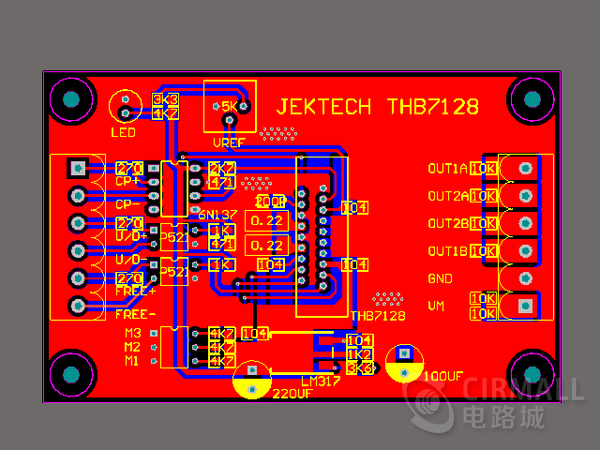 JEKTECH THB7128
3K3
4K7
LED
5K
VREF
270
CP+
CP-
270
U/D+
U/D-
270
FREE+
FREE-
2K2
471
6N137
P521
1K
471
P521
1K
200P
0.22
0.22
104
104
104
THB7128
OUT1A
10K
OUT2A
10K
OUT2B
10K
OUT1B
10K
GND
VM
10K
10K
M3
M2
M1
4K7
4K7
4K7
104
104
1K2
3K6
LM317
220UF
100UF
CIRMALL
电路城